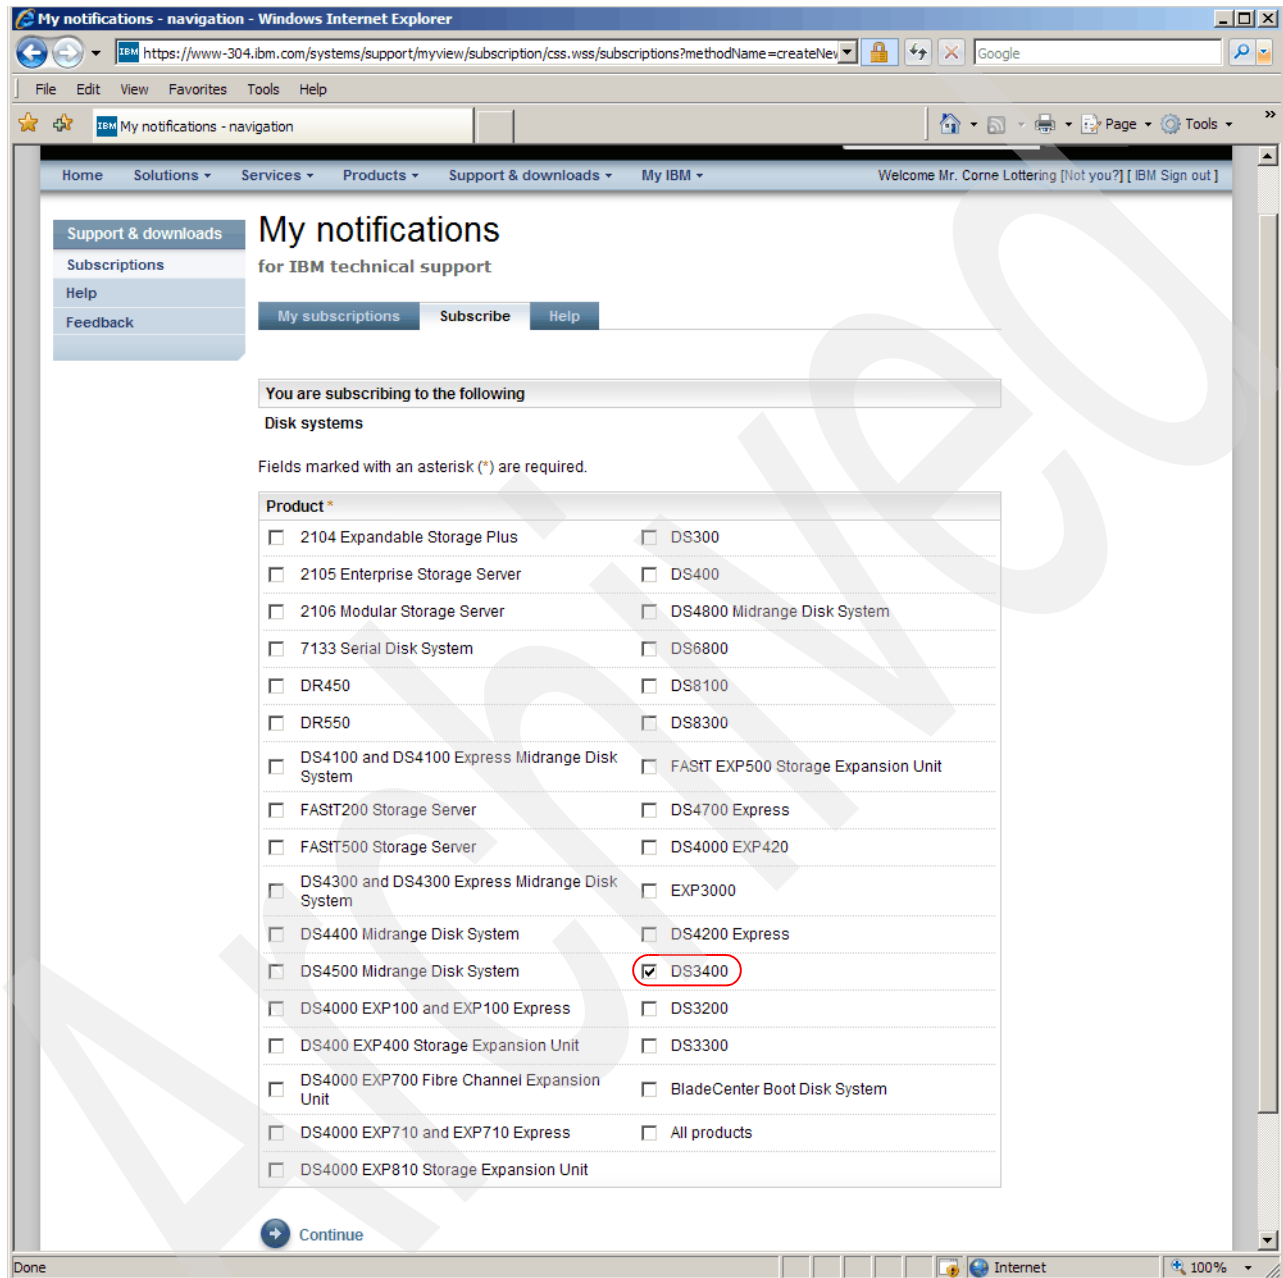 My notifications - navigation - Windows Internet Explorer
IBM https://www-304.ibm.com/systems/support/myview/subscription/css.wss/subscriptions?methodName=createNe
Google
File Edit View Favorites Tools Help
IBM My notifications - navigation
Page Tools »
Home Solutions Services Products Support & downloads My IBM Welcome Mr. Corne Lottering [Not you?] [ IBM Sign out ]
Support & downloads
Subscriptions
Help
Feedback
My notifications
for IBM technical support
My subscriptions Subscribe Help
You are subscribing to the following
Disk systems
Fields marked with an asterisk (*) are required.
Product *
2104 Expandable Storage Plus DS300
2105 Enterprise Storage Server DS400
2106 Modular Storage Server DS4800 Midrange Disk System
7133 Serial Disk System DS6800
DR450 DS8100
DR550 DS8300
DS4100 and DS4100 Express Midrange Disk System FAStT EXP500 Storage Expansion Unit
FAStT200 Storage Server DS4700 Express
FAStT500 Storage Server DS4000 EXP420
DS4300 and DS4300 Express Midrange Disk System EXP3000
DS4400 Midrange Disk System DS4200 Express
DS4500 Midrange Disk System DS3400
DS4000 EXP100 and EXP100 Express DS3200
DS400 EXP400 Storage Expansion Unit DS3300
DS4000 EXP700 Fibre Channel Expansion Unit BladeCenter Boot Disk System
DS4000 EXP710 and EXP710 Express All products
DS4000 EXP810 Storage Expansion Unit
Continue
Done Internet 100%
Archived